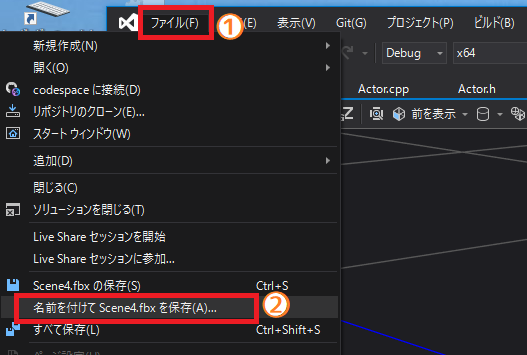 ファイル(F)
①
(E)
表示(V)
Git(G)
プロジェクト(P)
ビルド(B)
新規作成(N)
開く(O)
codespace に接続(D)
リポジトリのクローン(E)...
スタート ウィンドウ(W)
追加(D)
閉じる(C)
ソリューションを閉じる(T)
Live Share セッションを開始
Live Share セッションに参加...
Scene4.fbx の保存(S) Ctrl+S
②
名前を付けて Scene4.fbx を保存(A)...
すべて保存(L) Ctrl+Shift+S
Debug
x64
Actor.cpp
Actor.h
Z
前を表示